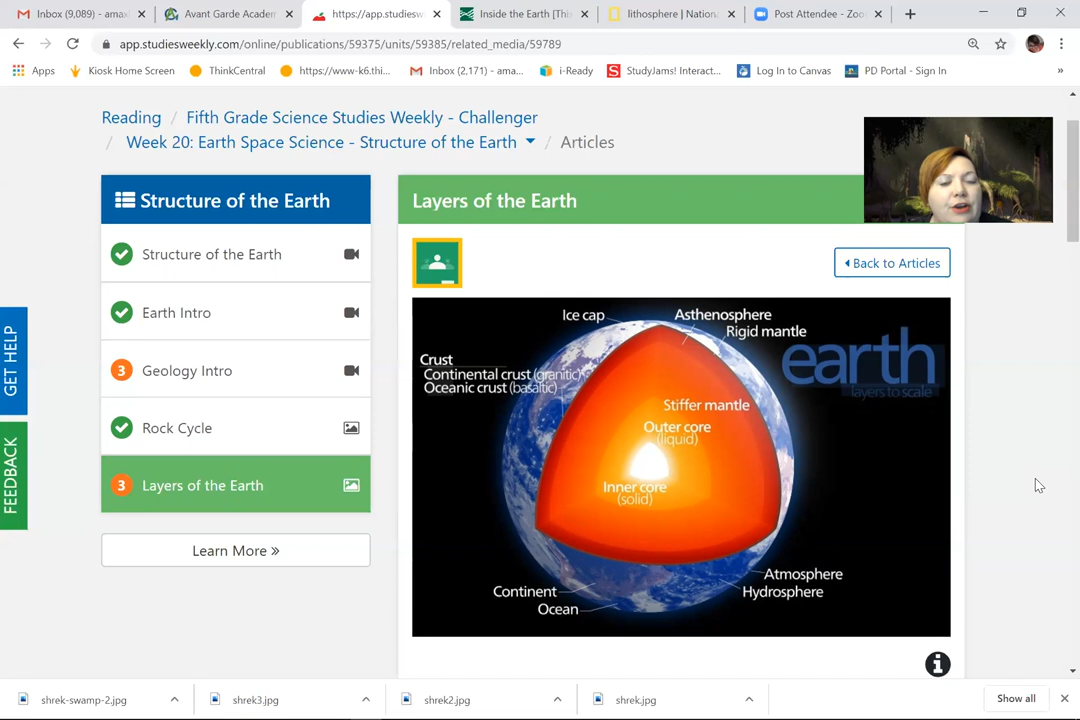 Inbox (9,089) - amax
Avant Garde Academ
https://app.studiesw
Inside the Earth [Thi
lithosphere | Nation
Post Attendee - Zoo
app.studiesweekly.com/online/publications/59375/units/59385/related_media/59789
Apps
Kiosk Home Screen
ThinkCentral
https://www-k6.thi...
Inbox (2,171) - ama...
i-Ready
StudyJams! Interact...
Log In to Canvas
PD Portal - Sign In
»
Reading / Fifth Grade Science Studies Weekly - Challenger
/ Week 20: Earth Space Science - Structure of the Earth / Articles
Structure of the Earth
Structure of the Earth
Earth Intro
3 Geology Intro
Rock Cycle
3 Layers of the Earth
Learn More »
GET HELP
FEEDBACK
Layers of the Earth
Back to Articles
Ice cap
Asthenosphere
Rigid mantle
Crust
Continental crust (granitic)
Oceanic crust (basaltic)
earth
layers to scale
Stiffer mantle
Outer core
(liquid)
Inner core
(solid)
Atmosphere
Hydrosphere
Continent
Ocean
shrek-swamp-2.jpg
shrek3.jpg
shrek2.jpg
shrek.jpg
Show all